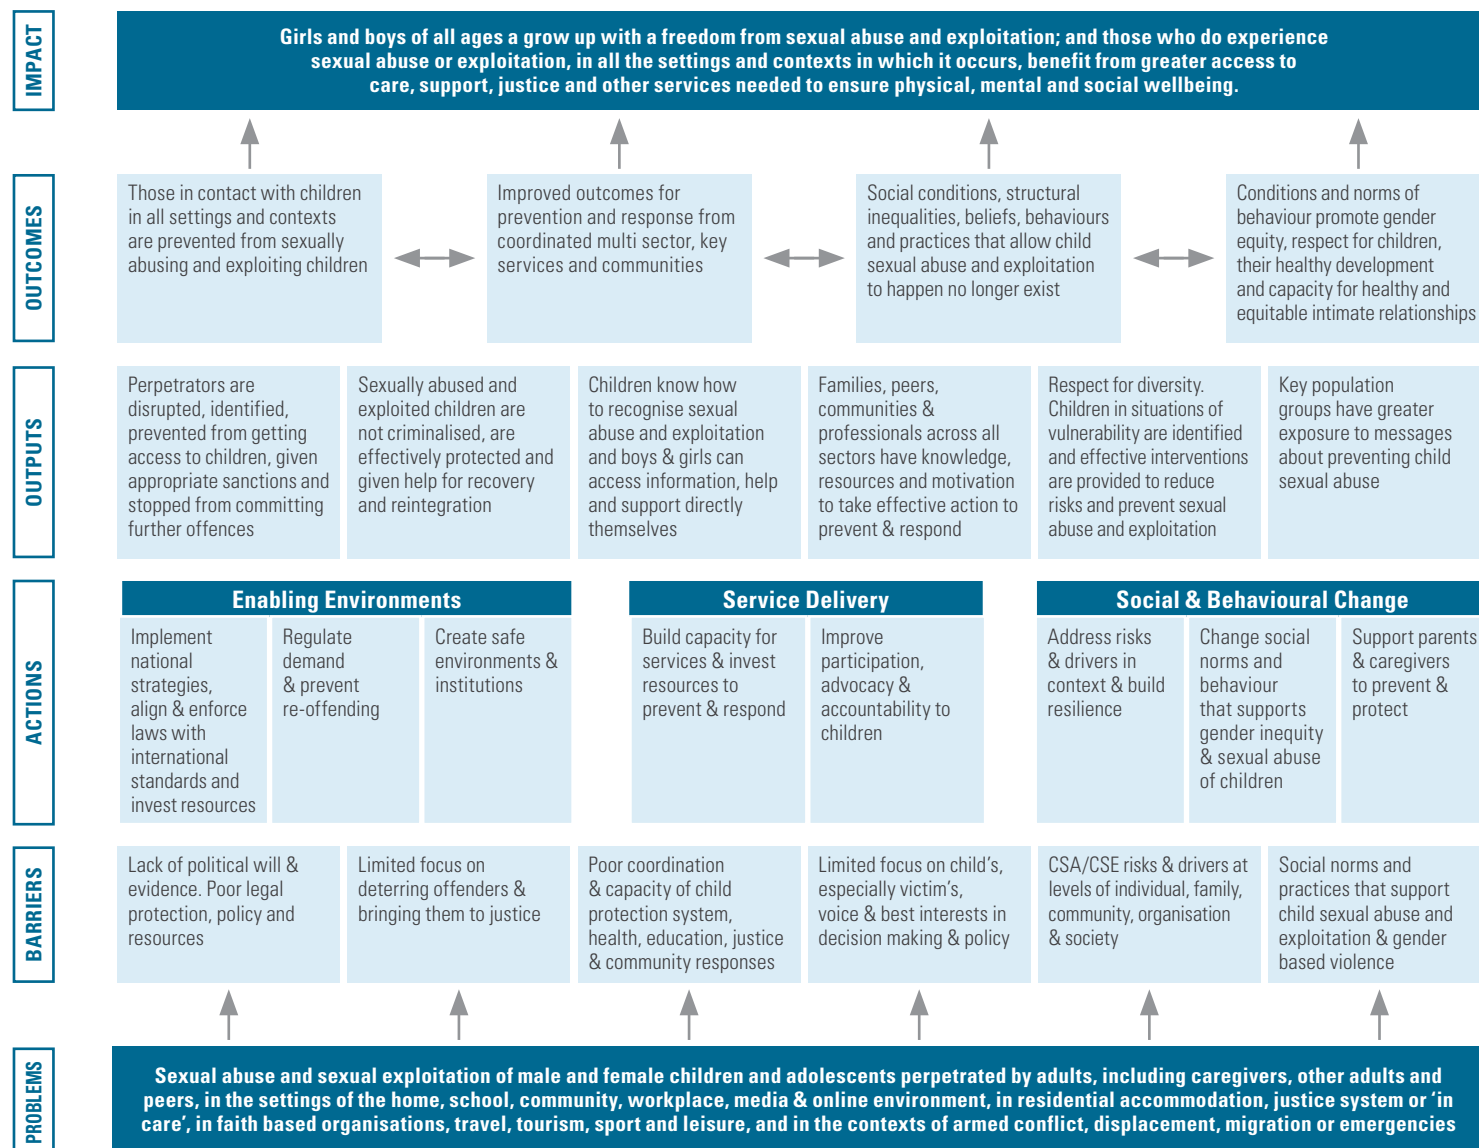 IMPACT
Girls and boys of all ages a grow up with a freedom from sexual abuse and exploitation; and those who do experience
sexual abuse or exploitation, in all the settings and contexts in which it occurs, benefit from greater access to
care, support, justice and other services needed to ensure physical, mental and social wellbeing.
OUTCOMES
Those in contact with children
in all settings and contexts
are prevented from sexually
abusing and exploiting children
Improved outcomes for
prevention and response from
coordinated multi sector, key
services and communities
Social conditions, structural
inequalities, beliefs, behaviours
and practices that allow child
sexual abuse and exploitation
to happen no longer exist
Conditions and norms of
behaviour promote gender
equity, respect for children,
their healthy development
and capacity for healthy and
equitable intimate relationships
OUTPUTS
Perpetrators are
disrupted, identified,
prevented from getting
access to children, given
appropriate sanctions and
stopped from committing
further offences
Sexually abused and
exploited children are
not criminalised, are
effectively protected and
given help for recovery
and reintegration
Children know how
to recognise sexual
abuse and exploitation
and boys & girls can
access information, help
and support directly
themselves
Families, peers,
communities &
professionals across all
sectors have knowledge,
resources and motivation
to take effective action to
prevent & respond
Respect for diversity.
Children in situations of
vulnerability are identified
and effective interventions
are provided to reduce
risks and prevent sexual
abuse and exploitation
Key population
groups have greater
exposure to messages
about preventing child
sexual abuse
ACTIONS
Enabling Environments
Implement
national
strategies,
align & enforce
laws with
international
standards and
invest resources
Regulate
demand
& prevent
re-offending
Create safe
environments &
institutions
Service Delivery
Build capacity for
services & invest
resources to
prevent & respond
Improve
participation,
advocacy &
accountability to
children
Social & Behavioural Change
Address risks
& drivers in
context & build
resilience
Change social
norms and
behaviour
that supports
gender inequity
& sexual abuse
of children
Support parents
& caregivers
to prevent &
protect
BARRIERS
Lack of political will &
evidence. Poor legal
protection, policy and
resources
Limited focus on
deterring offenders &
bringing them to justice
Poor coordination
& capacity of child
protection system,
health, education, justice
& community responses
Limited focus on child's,
especially victim's,
voice & best interests in
decision making & policy
CSA/CSE risks & drivers at
levels of individual, family,
community, organisation
& society
Social norms and
practices that support
child sexual abuse and
exploitation & gender
based violence
PROBLEMS
Sexual abuse and sexual exploitation of male and female children and adolescents perpetrated by adults, including caregivers, other adults and
peers, in the settings of the home, school, community, workplace, media & online environment, in residential accommodation, justice system or 'in
care', in faith based organisations, travel, tourism, sport and leisure, and in the contexts of armed conflict, displacement, migration or emergencies